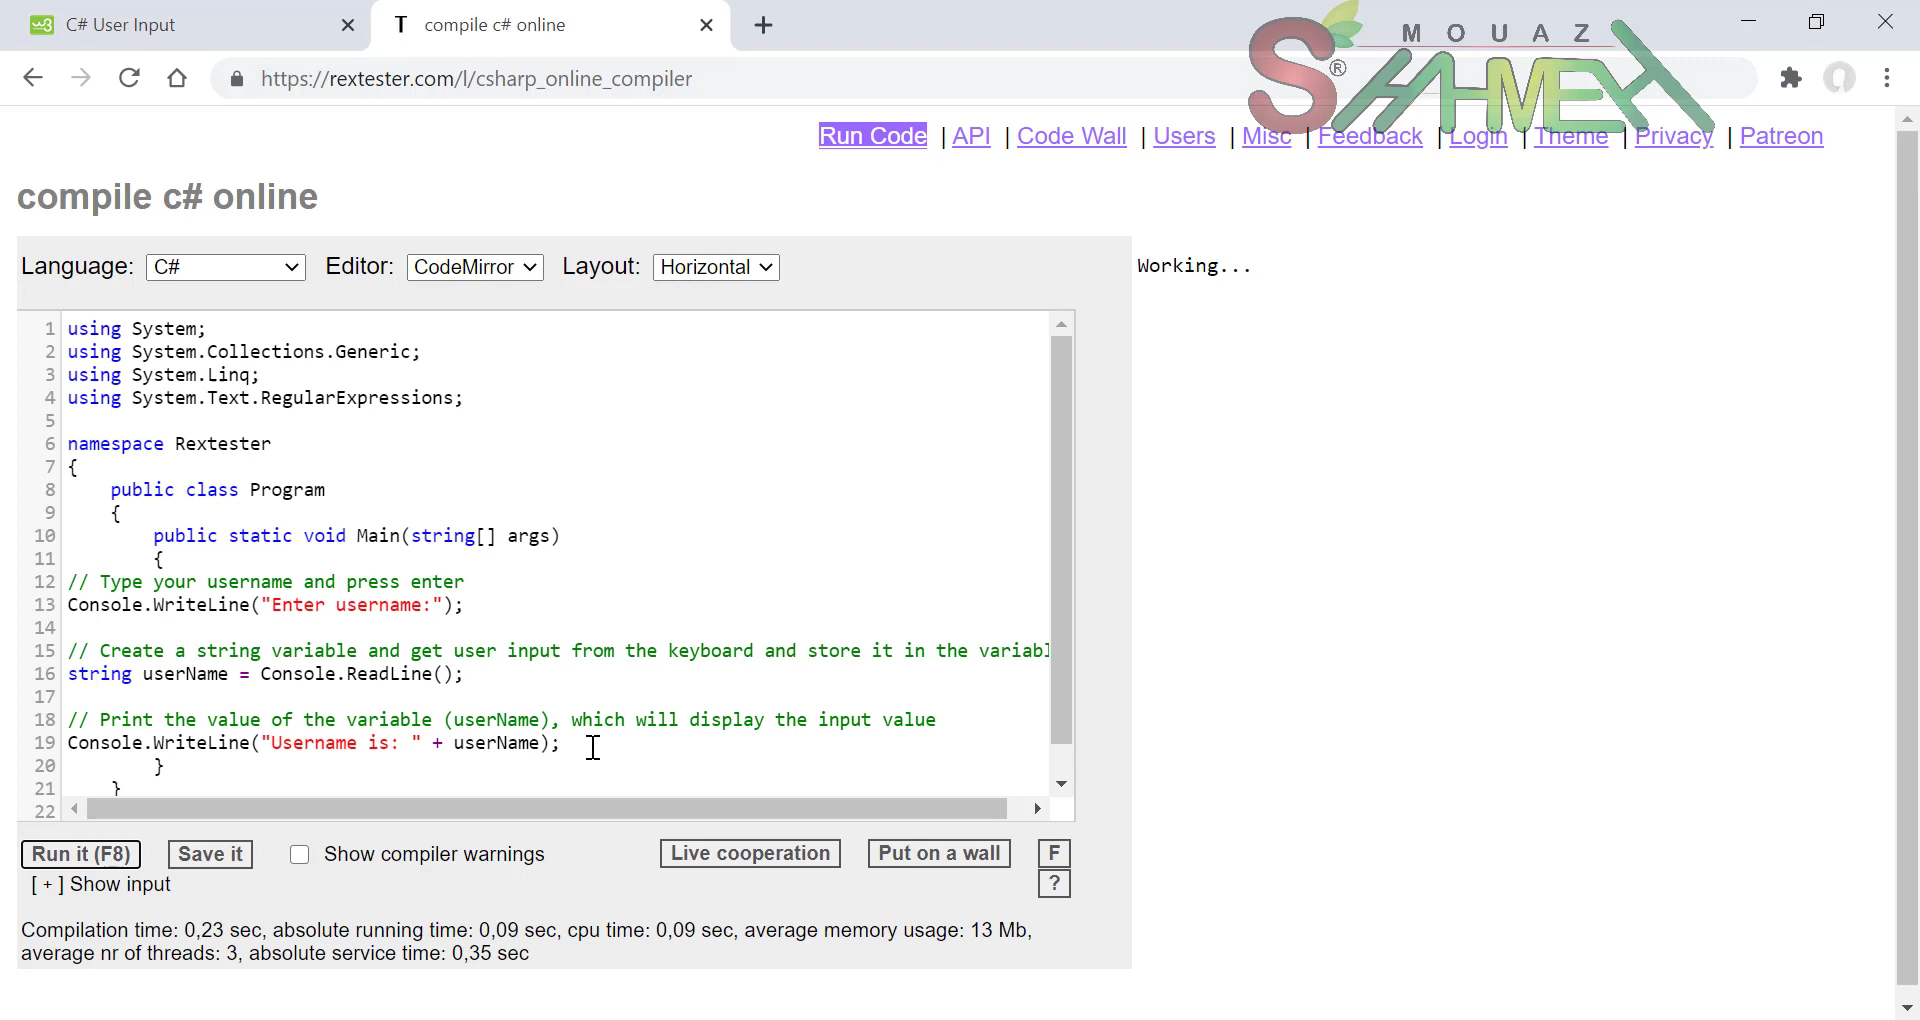 C# User Input
T compile c# online
https://rextester.com/l/csharp_online_compiler
MOUAZ
SHAHMEH ®
Run Code | API | Code Wall | Users | Misc | Feedback | Login | Theme | Privacy | Patreon
compile c# online
Language: C# Editor: CodeMirror Layout: Horizontal
Working...
1 using System;
2 using System.Collections.Generic;
3 using System.Linq;
4 using System.Text.RegularExpressions;
5
6 namespace Rextester
7 {
8 public class Program
9 {
10 public static void Main(string[] args)
11 {
12 // Type your username and press enter
13 Console.WriteLine("Enter username:");
14
15 // Create a string variable and get user input from the keyboard and store it in the variabl
16 string userName = Console.ReadLine();
17
18 // Print the value of the variable (userName), which will display the input value
19 Console.WriteLine("Username is: " + userName);
20 }
21 }
22
Run it (F8) Save it Show compiler warnings Live cooperation Put on a wall F
[ + ] Show input ?
Compilation time: 0,23 sec, absolute running time: 0,09 sec, cpu time: 0,09 sec, average memory usage: 13 Mb,
average nr of threads: 3, absolute service time: 0,35 sec